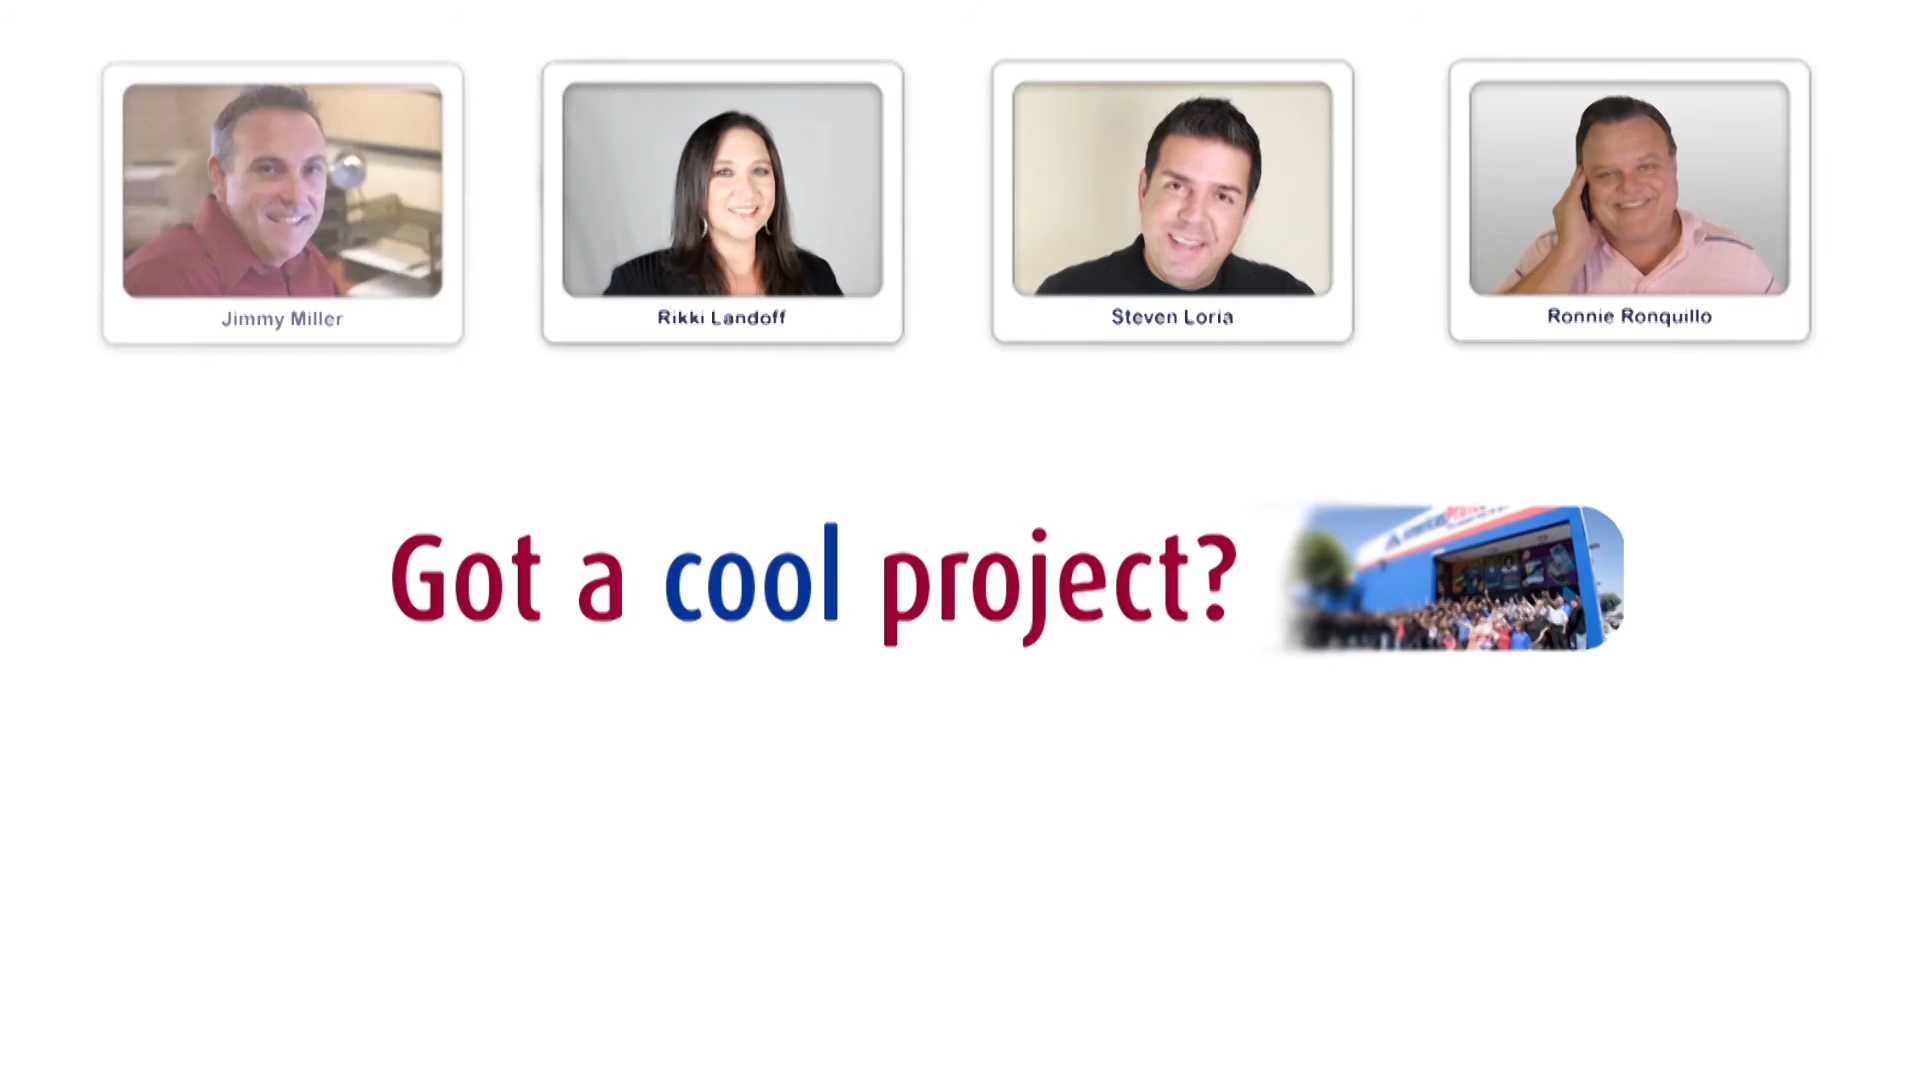 Jimmy Miller
Rikki Landoff
Steven Loria
Ronnie Ronquillo
Got a cool project?